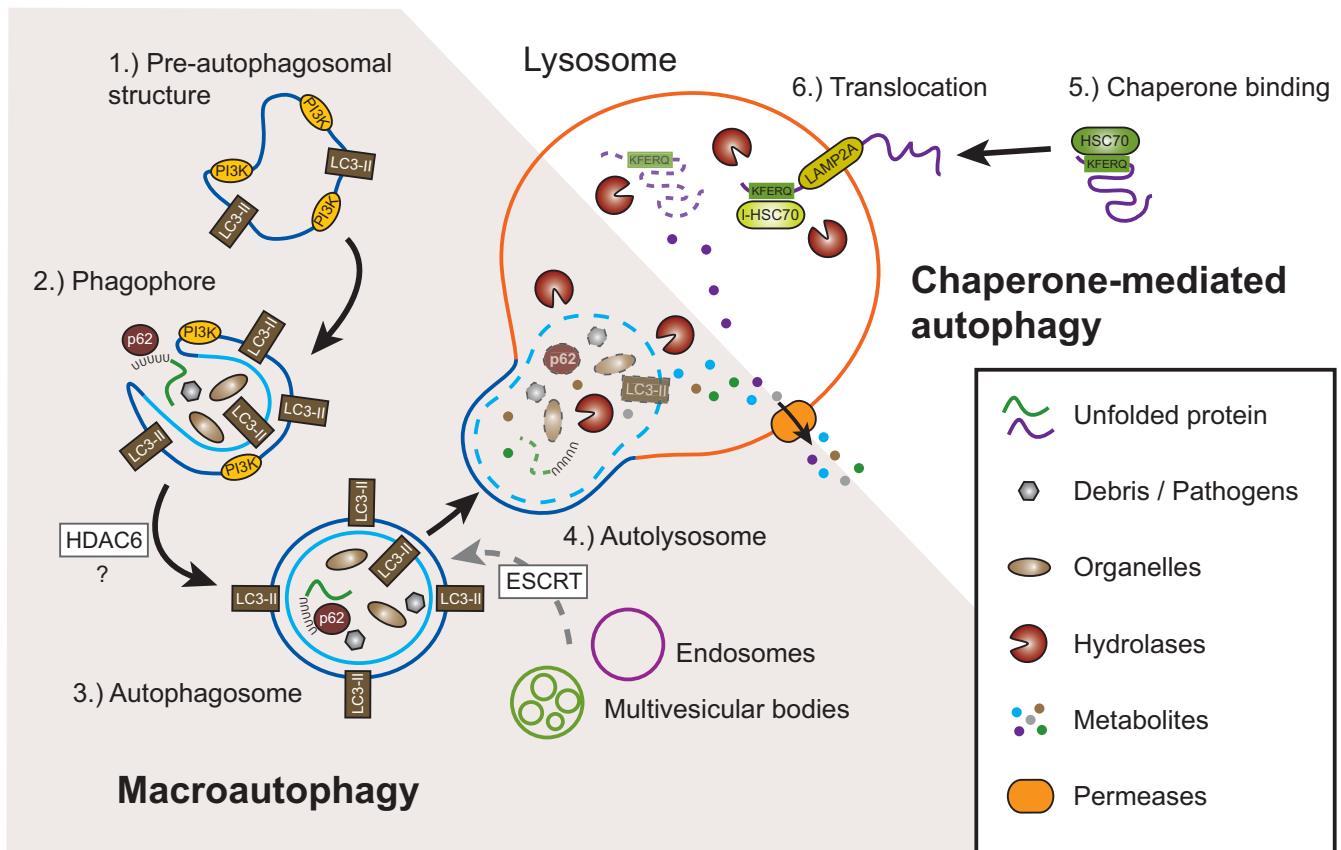 1.) Pre-autophagosomal
structure
PI3K
PI3K
LC3-II
PI3K
LC3-II
2.) Phagophore
p62
UUUUU
PI3K
LC3-II
LC3-II
LC3-II
LC3-II
PI3K
HDAC6
?
LC3-II
LC3-II
LC3-II
LC3-II
UUUUU
p62
LC3-II
3.) Autophagosome
Macroautophagy
Lysosome
KFERQ
KFERQ
l-HSC70
LAMP2A
6.) Translocation
5.) Chaperone binding
HSC70
KFERQ
Chaperone-mediated
autophagy
p62
LC3-II
UUUUU
4.) Autolysosome
ESCRT
Endosomes
Multivesicular bodies
Unfolded protein
Debris / Pathogens
Organelles
Hydrolases
Metabolites
Permeases